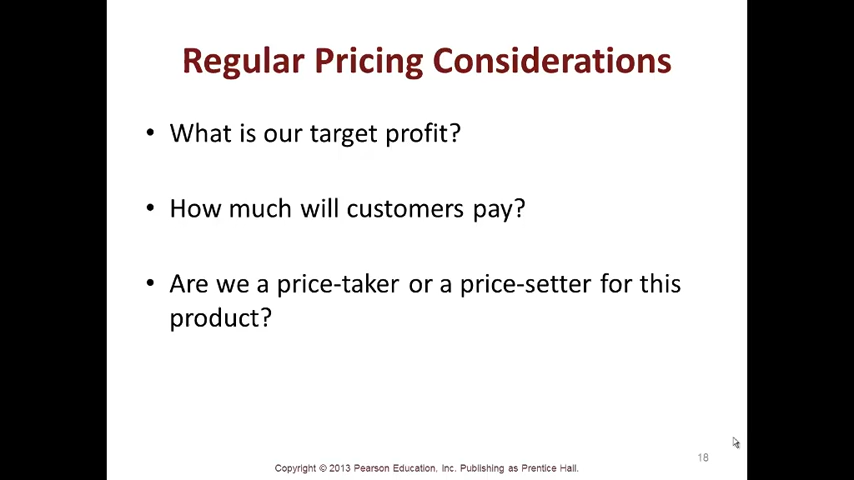 Regular Pricing Considerations
• What is our target profit?
• How much will customers pay?
• Are we a price-taker or a price-setter for this
product?
18
Copyright © 2013 Pearson Education, Inc. Publishing as Prentice Hall.